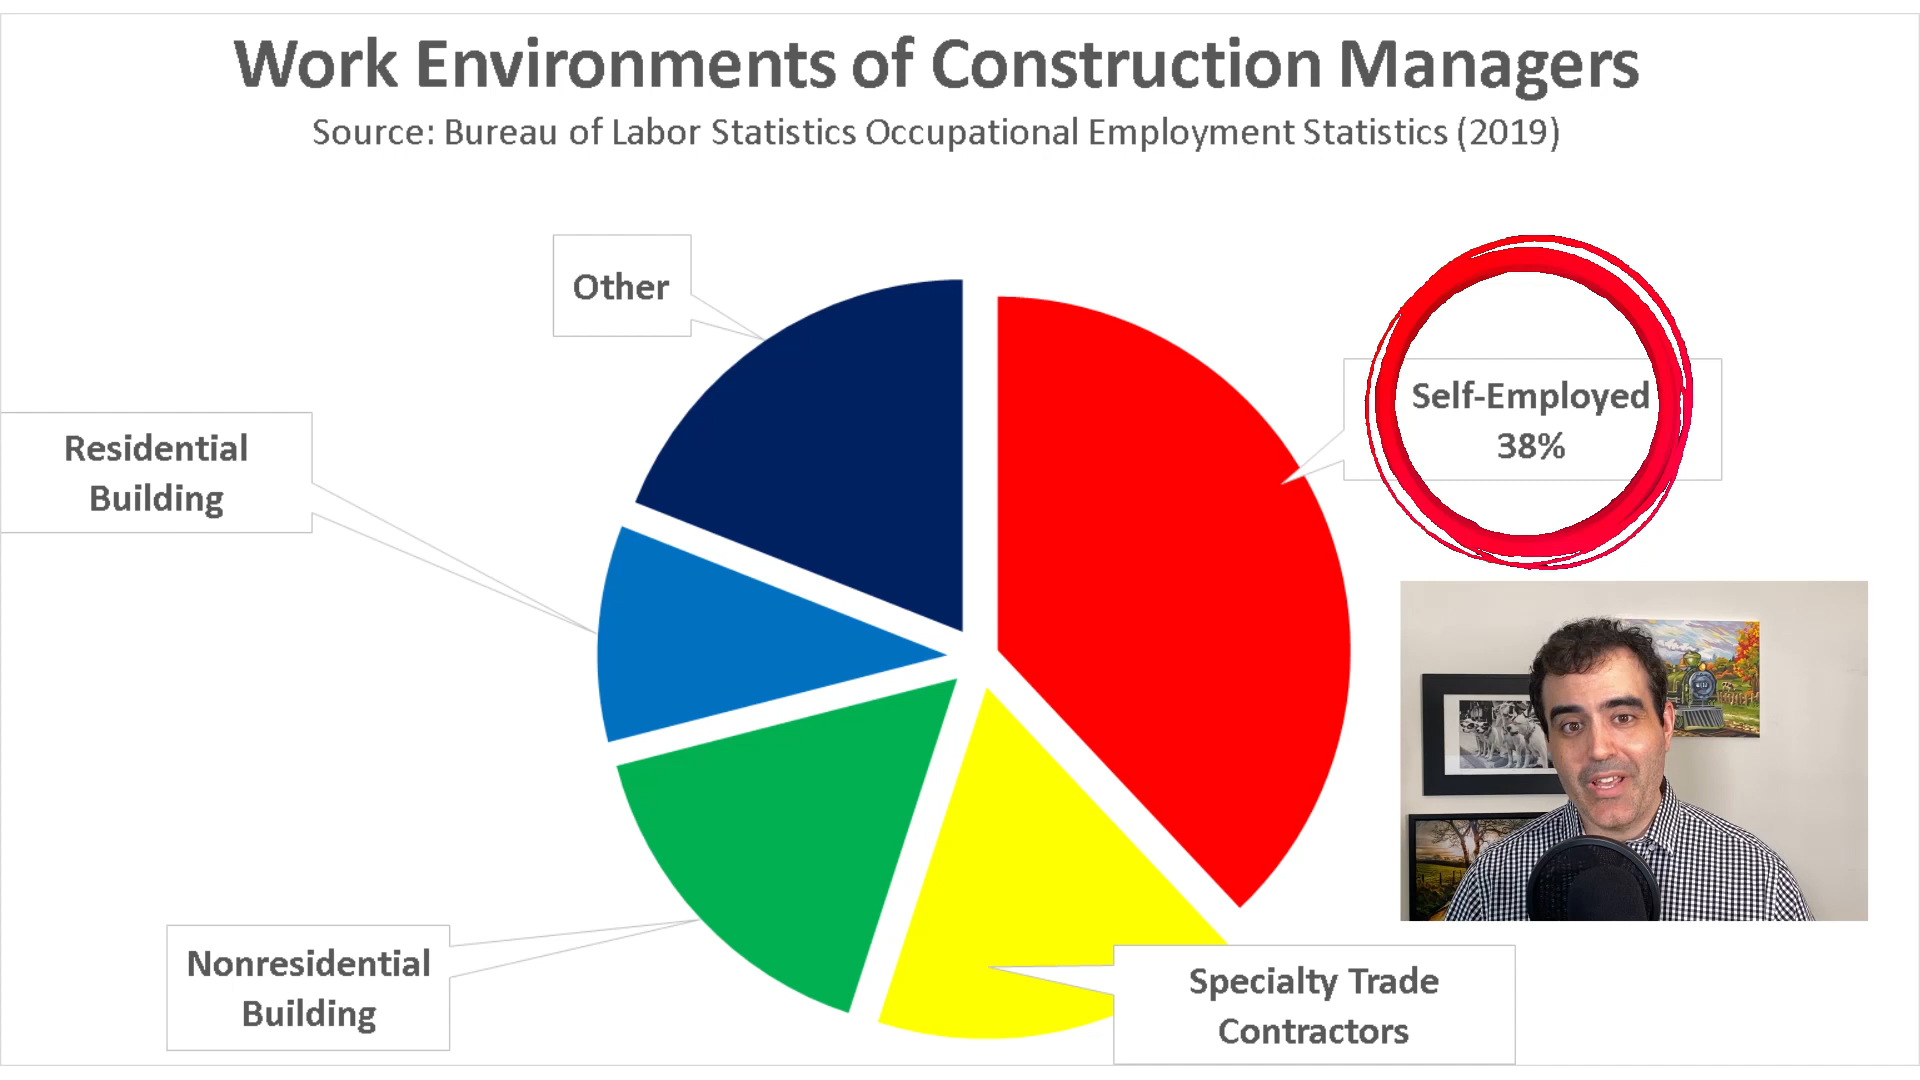 Work Environments of Construction Managers
Source: Bureau of Labor Statistics Occupational Employment Statistics (2019)
Other
Self-Employed
38%
Residential
Building
Nonresidential
Building
Specialty Trade
Contractors